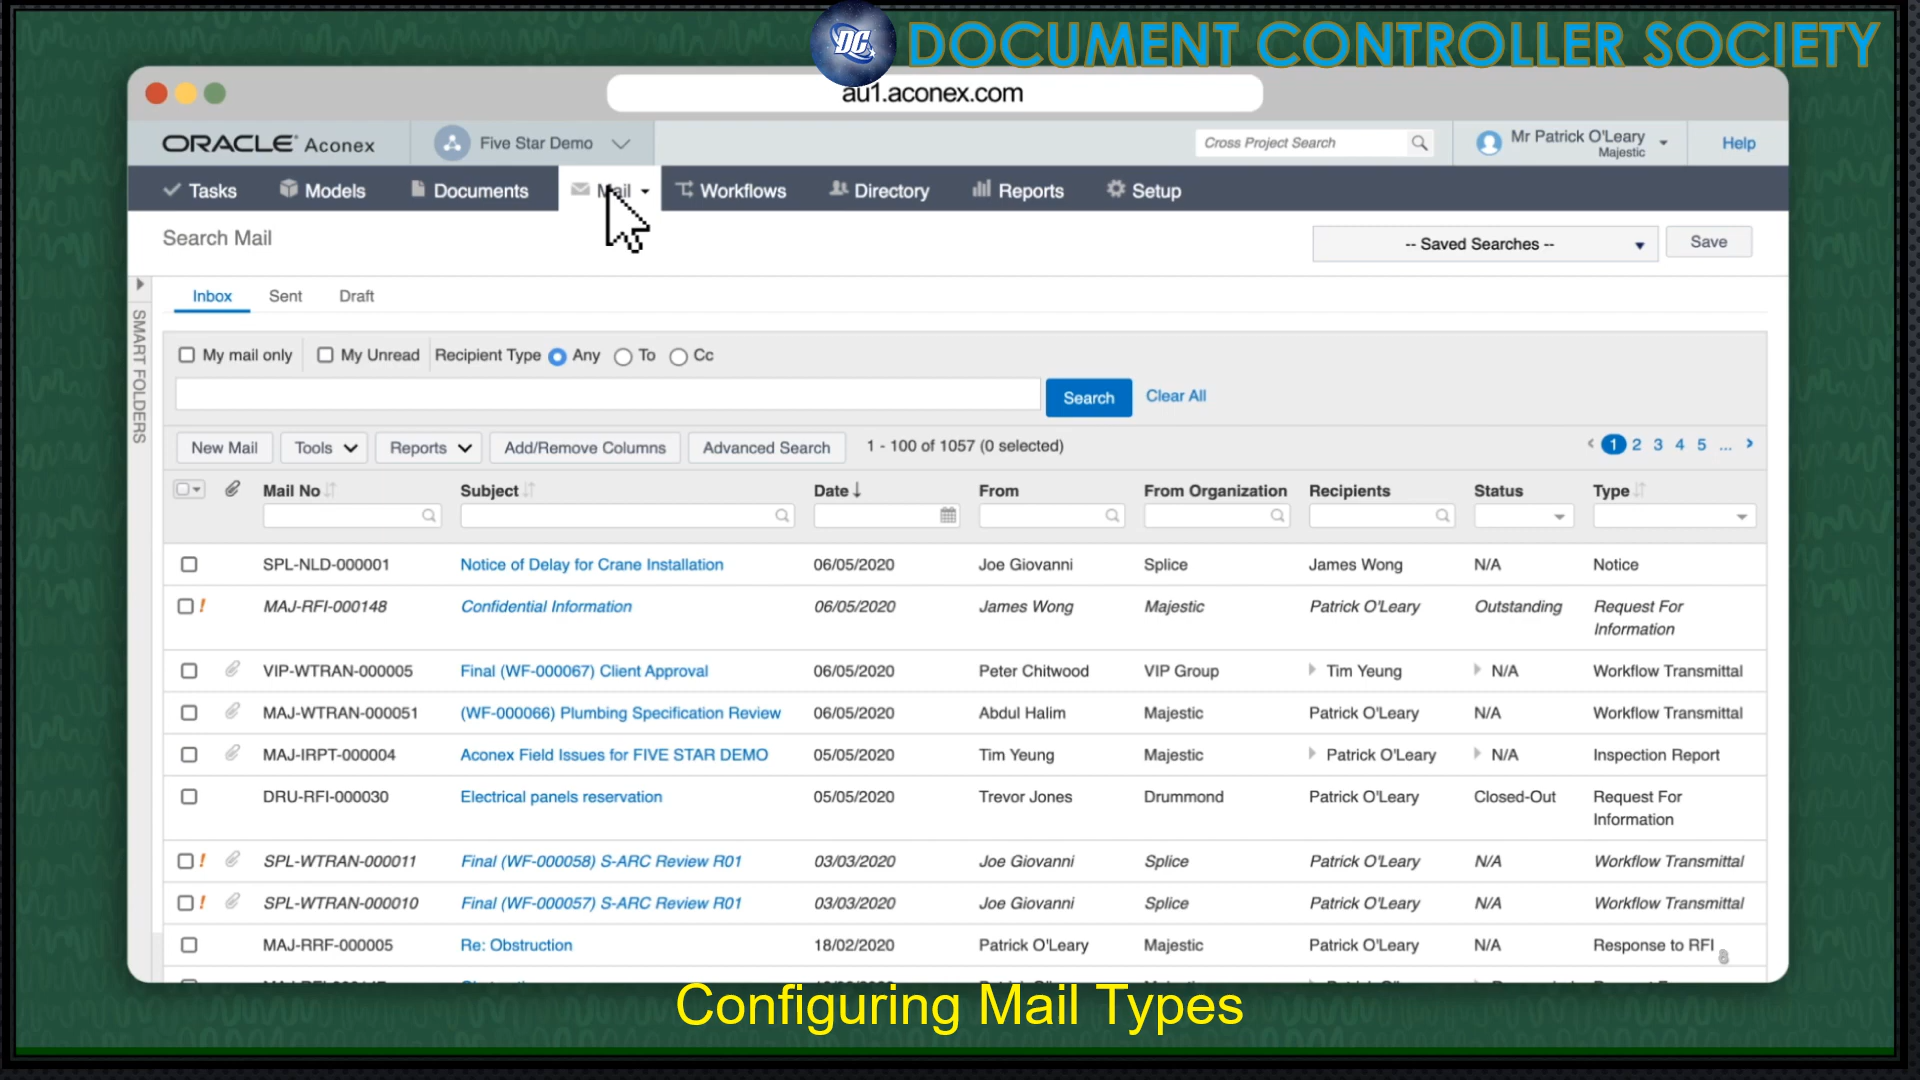 DC DOCUMENT CONTROLLER SOCIETY
au1.aconex.com
ORACLE Aconex Five Star Demo Cross Project Search Mr Patrick O'Leary Help
Majestic
Tasks Models Documents Mail Workflows Directory Reports Setup
Search Mail -- Saved Searches -- Save
SMART FOLDERS
Inbox Sent Draft
My mail only My Unread Recipient Type Any To Cc
Search Clear All
New Mail Tools Reports Add/Remove Columns Advanced Search 1 - 100 of 1057 (0 selected) < 1 2 3 4 5 ... >
Mail No Subject Date From From Organization Recipients Status Type
SPL-NLD-000001 Notice of Delay for Crane Installation 06/05/2020 Joe Giovanni Splice James Wong N/A Notice
! MAJ-RFI-000148 Confidential Information 06/05/2020 James Wong Majestic Patrick O'Leary Outstanding Request For
Information
VIP-WTRAN-000005 Final (WF-000067) Client Approval 06/05/2020 Peter Chitwood VIP Group Tim Yeung N/A Workflow Transmittal
MAJ-WTRAN-000051 (WF-000066) Plumbing Specification Review 06/05/2020 Abdul Halim Majestic Patrick O'Leary N/A Workflow Transmittal
MAJ-IRPT-000004 Aconex Field Issues for FIVE STAR DEMO 05/05/2020 Tim Yeung Majestic Patrick O'Leary N/A Inspection Report
DRU-RFI-000030 Electrical panels reservation 05/05/2020 Trevor Jones Drummond Patrick O'Leary Closed-Out Request For
Information
! SPL-WTRAN-000011 Final (WF-000058) S-ARC Review R01 03/03/2020 Joe Giovanni Splice Patrick O'Leary N/A Workflow Transmittal
! SPL-WTRAN-000010 Final (WF-000057) S-ARC Review R01 03/03/2020 Joe Giovanni Splice Patrick O'Leary N/A Workflow Transmittal
MAJ-RRF-000005 Re: Obstruction 18/02/2020 Patrick O'Leary Majestic Patrick O'Leary N/A Response to RFI
8
Configuring Mail Types